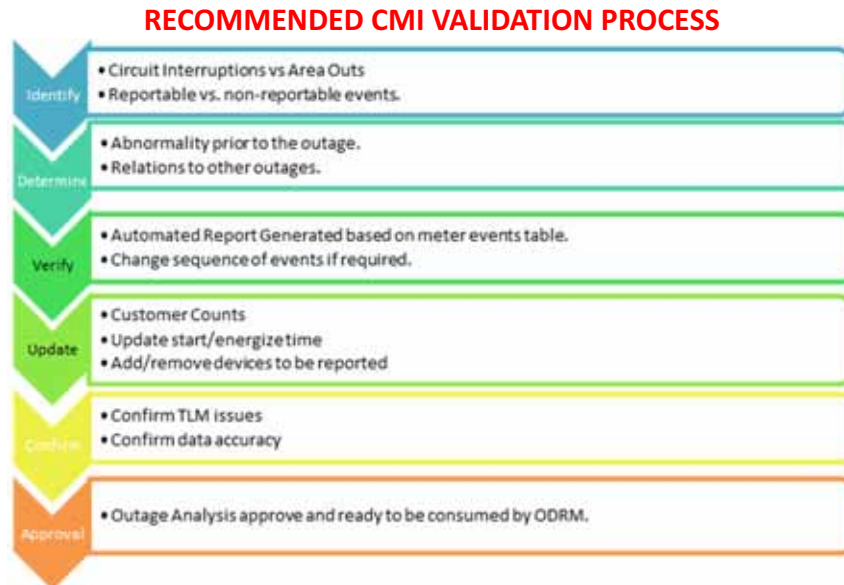 RECOMMENDED CMI VALIDATION PROCESS
Identify
• Circuit Interruptions vs Area Outs
• Reportable vs. non-reportable events.
Determine
• Abnormality prior to the outage.
• Relations to other outages.
Verify
• Automated Report Generated based on meter events table.
• Change sequence of events if required.
Update
• Customer Counts
• Update start/energize time
• Add/remove devices to be reported
Confirm
• Confirm TLM issues
• Confirm data accuracy
Approval
• Outage Analysis approve and ready to be consumed by ODRM.